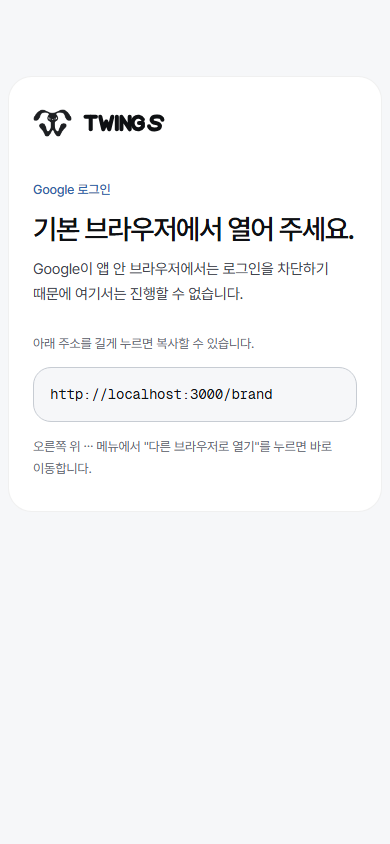 TWINGS
Google 로그인
기본 브라우저에서 열어 주세요.
Google이 앱 안 브라우저에서는 로그인을 차단하기
때문에 여기서는 진행할 수 없습니다.
아래 주소를 길게 누르면 복사할 수 있습니다.
http://localhost:3000/brand
오른쪽 위 ··· 메뉴에서 "다른 브라우저로 열기"를 누르면 바로
이동합니다.